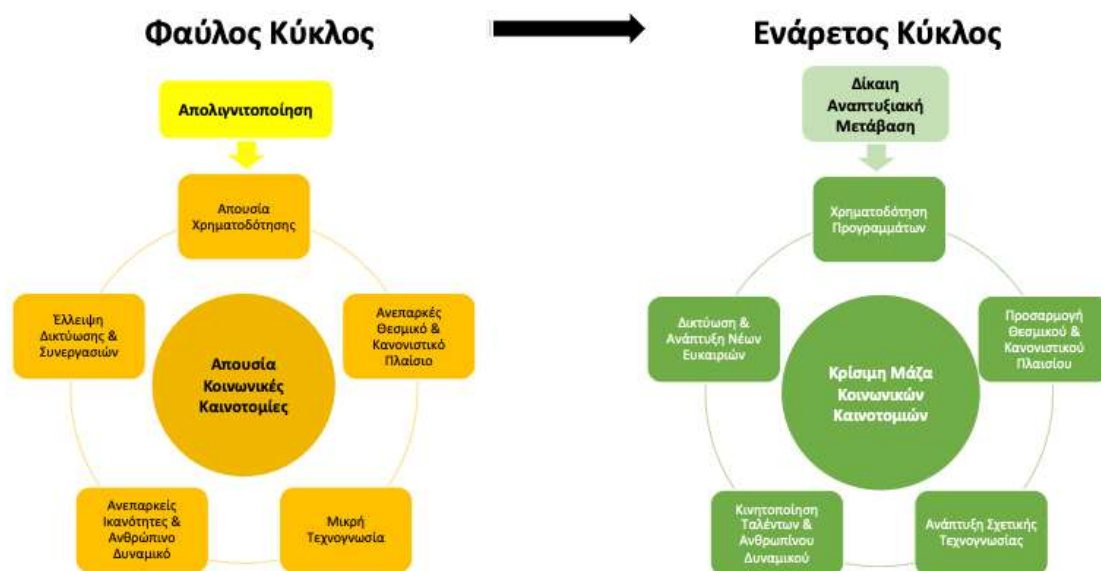 Φαύλος Κύκλος
Ενάρετος Κύκλος
Απολιγνιτοποίηση
Απουσία
Χρηματοδότησης
Ανεπαρκές
Θεσμικό &
Κανονιστικό
Πλαίσιο
Μικρή
Τεχνογνωσία
Ανεπαρκείς
Ικανότητες &
Ανθρώπινο
Δυναμικό
Έλλειψη
Δικτύωσης &
Συνεργασιών
Απουσία
Κοινωνικές
Καινοτομίες
Δίκαιη
Αναπτυξιακή
Μετάβαση
Χρηματοδότηση
Προγραμμάτων
Προσαρμογή
Θεσμικού &
Κανονιστικού
Πλαισίου
Ανάπτυξη Σχετικής
Τεχνογνωσίας
Κινητοποίηση
Ταλέντων &
Ανθρωπίνου
Δυναμικού
Δικτύωση &
Ανάπτυξη Νέων
Ευκαιριών
Κρίσιμη Μάζα
Κοινωνικών
Καινοτομιών